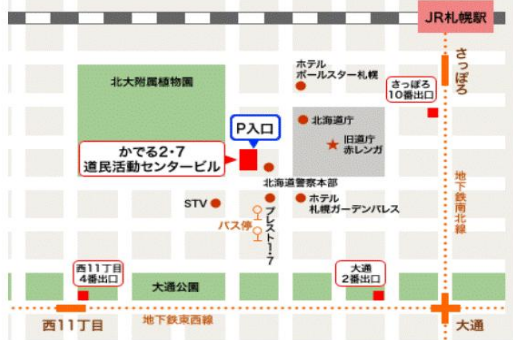 JR札幌駅
さっぽろ
ホテル
ポールスター札幌
北大附属植物園
さっぽろ
10番出口
P入口
北海道庁
旧道庁
赤レンガ
かでる2・7
道民活動センタービル
北海道警察本部
地下鉄南北線
STV
ホテル
札幌ガーデンパレス
プレスト1・7
バス停
西11丁目
4番出口
大通
2番出口
大通公園
西11丁目
地下鉄東西線
大通